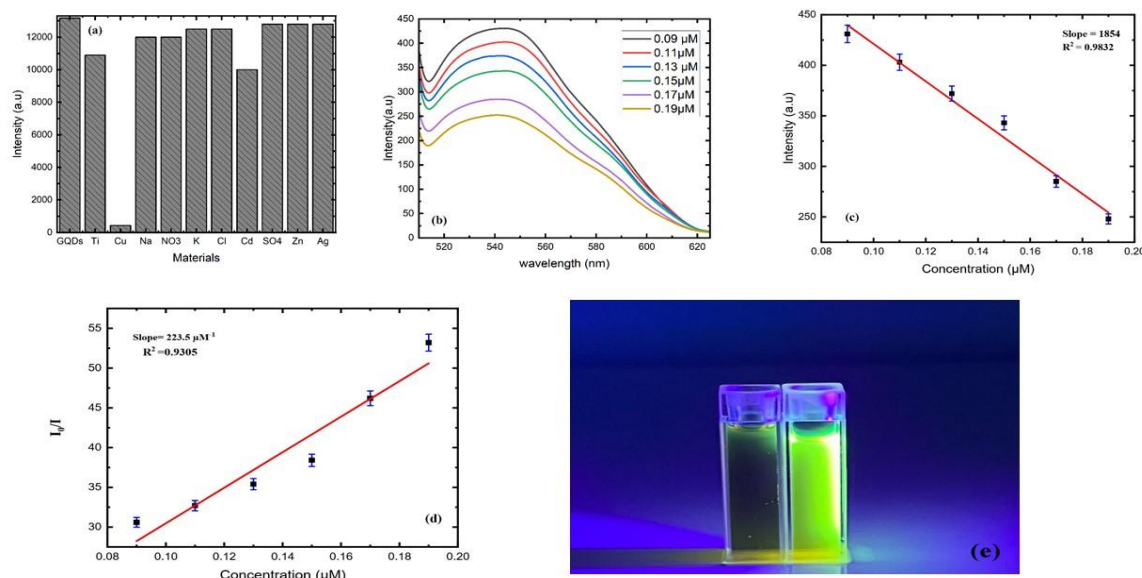 (a)
Intensity (a.u)
12000
10000
8000
6000
4000
2000
0
GQDs Ti Cu Na NO3 K Cl Cd SO4 Zn Ag
Materials
450
400
350
300
250
200
150
100
50
0
Intensity(a.u)
0.09 µM
0.11µM
0.13 µM
0.15µM
0.17µM
0.19µM
(b)
520 540 560 580 600 620
wavelength (nm)
Slope = 1854
R² = 0.9832
450
400
350
300
250
Intensity (a.u)
(c)
0.08 0.10 0.12 0.14 0.16 0.18 0.20
Concentration (µM)
55
50
45
40
35
30
I₀/I
Slope= 223.5 µM⁻¹
R² =0.9305
(d)
0.08 0.10 0.12 0.14 0.16 0.18 0.20
Concentration (µM)
(e)